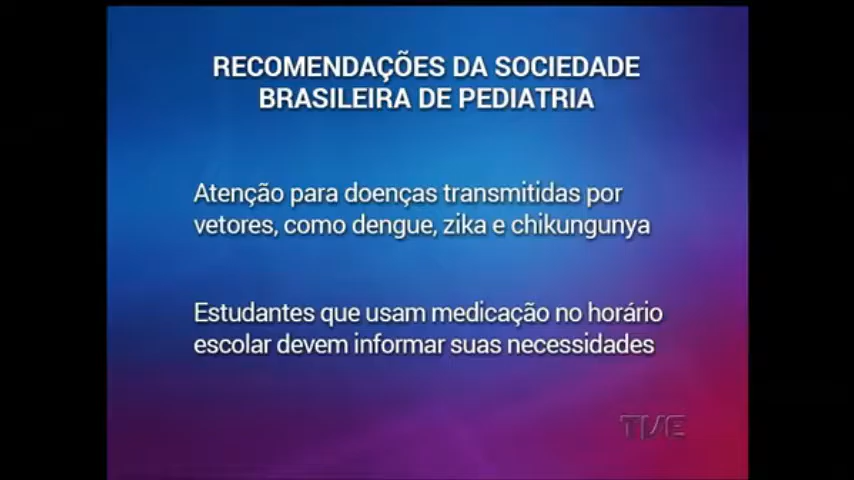 RECOMENDAÇÕES DA SOCIEDADE
BRASILEIRA DE PEDIATRIA
Atenção para doenças transmitidas por
vetores, como dengue, zika e chikungunya
Estudantes que usam medicação no horário
escolar devem informar suas necessidades
TVE